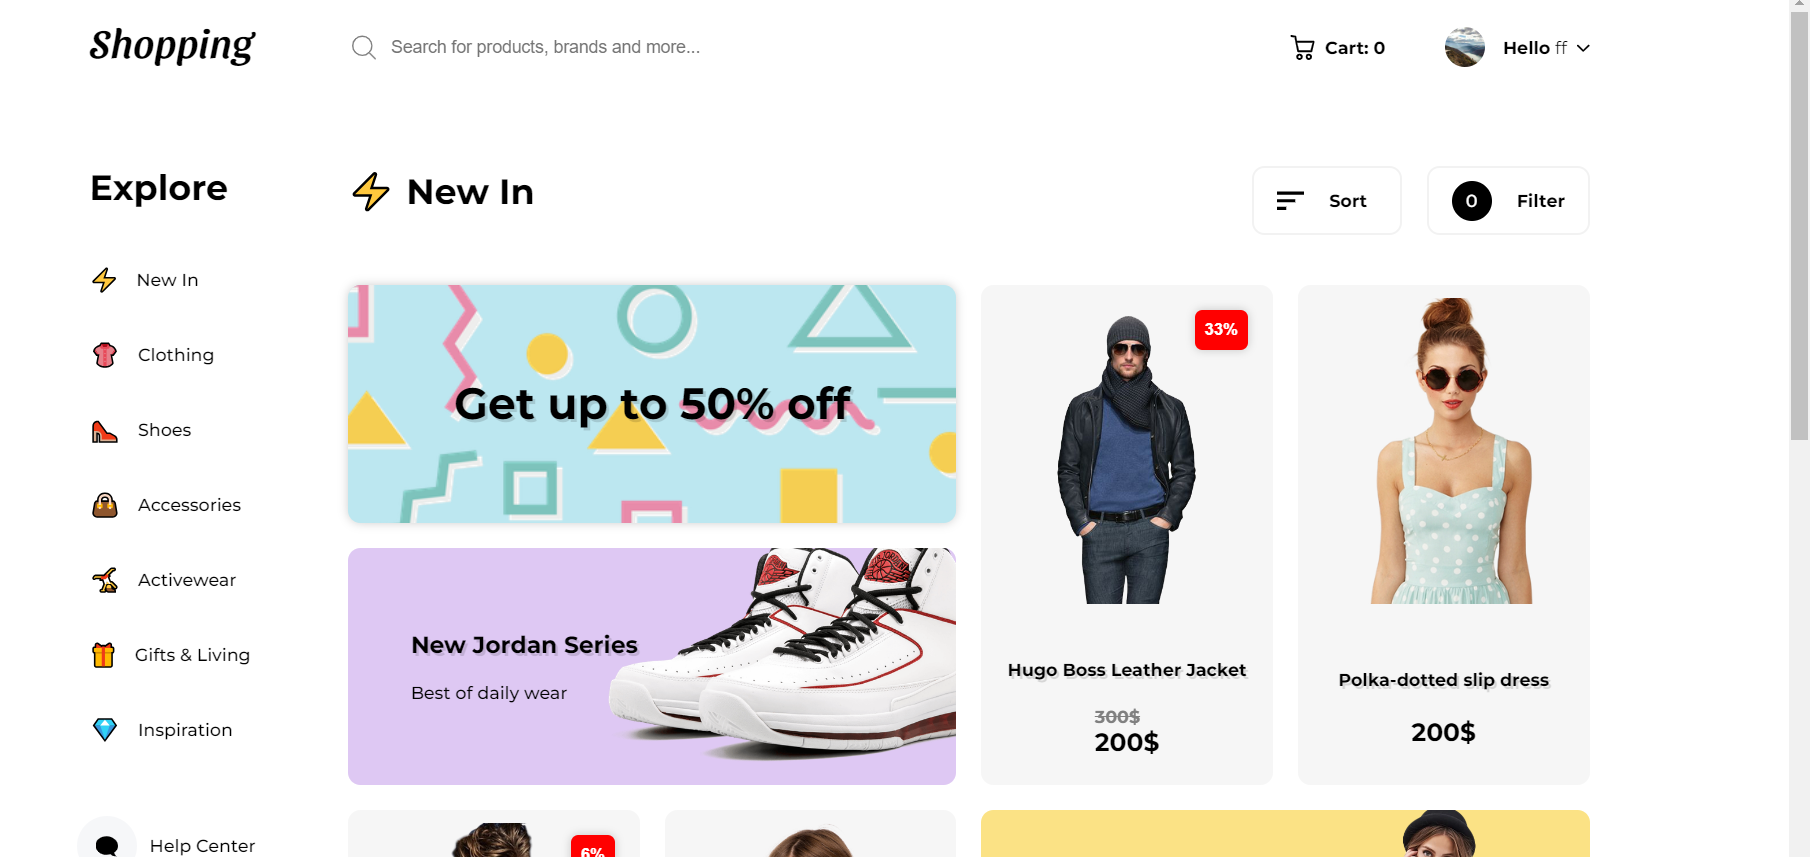 Shopping
Search for products, brands and more...
Cart: 0
Hello ff
Explore
New In
Clothing
Shoes
Accessories
Activewear
Gifts & Living
Inspiration
Help Center
New In
Sort
0 Filter
Get up to 50% off
New Jordan Series
Best of daily wear
33%
Hugo Boss Leather Jacket
300$
200$
Polka-dotted slip dress
200$
6%